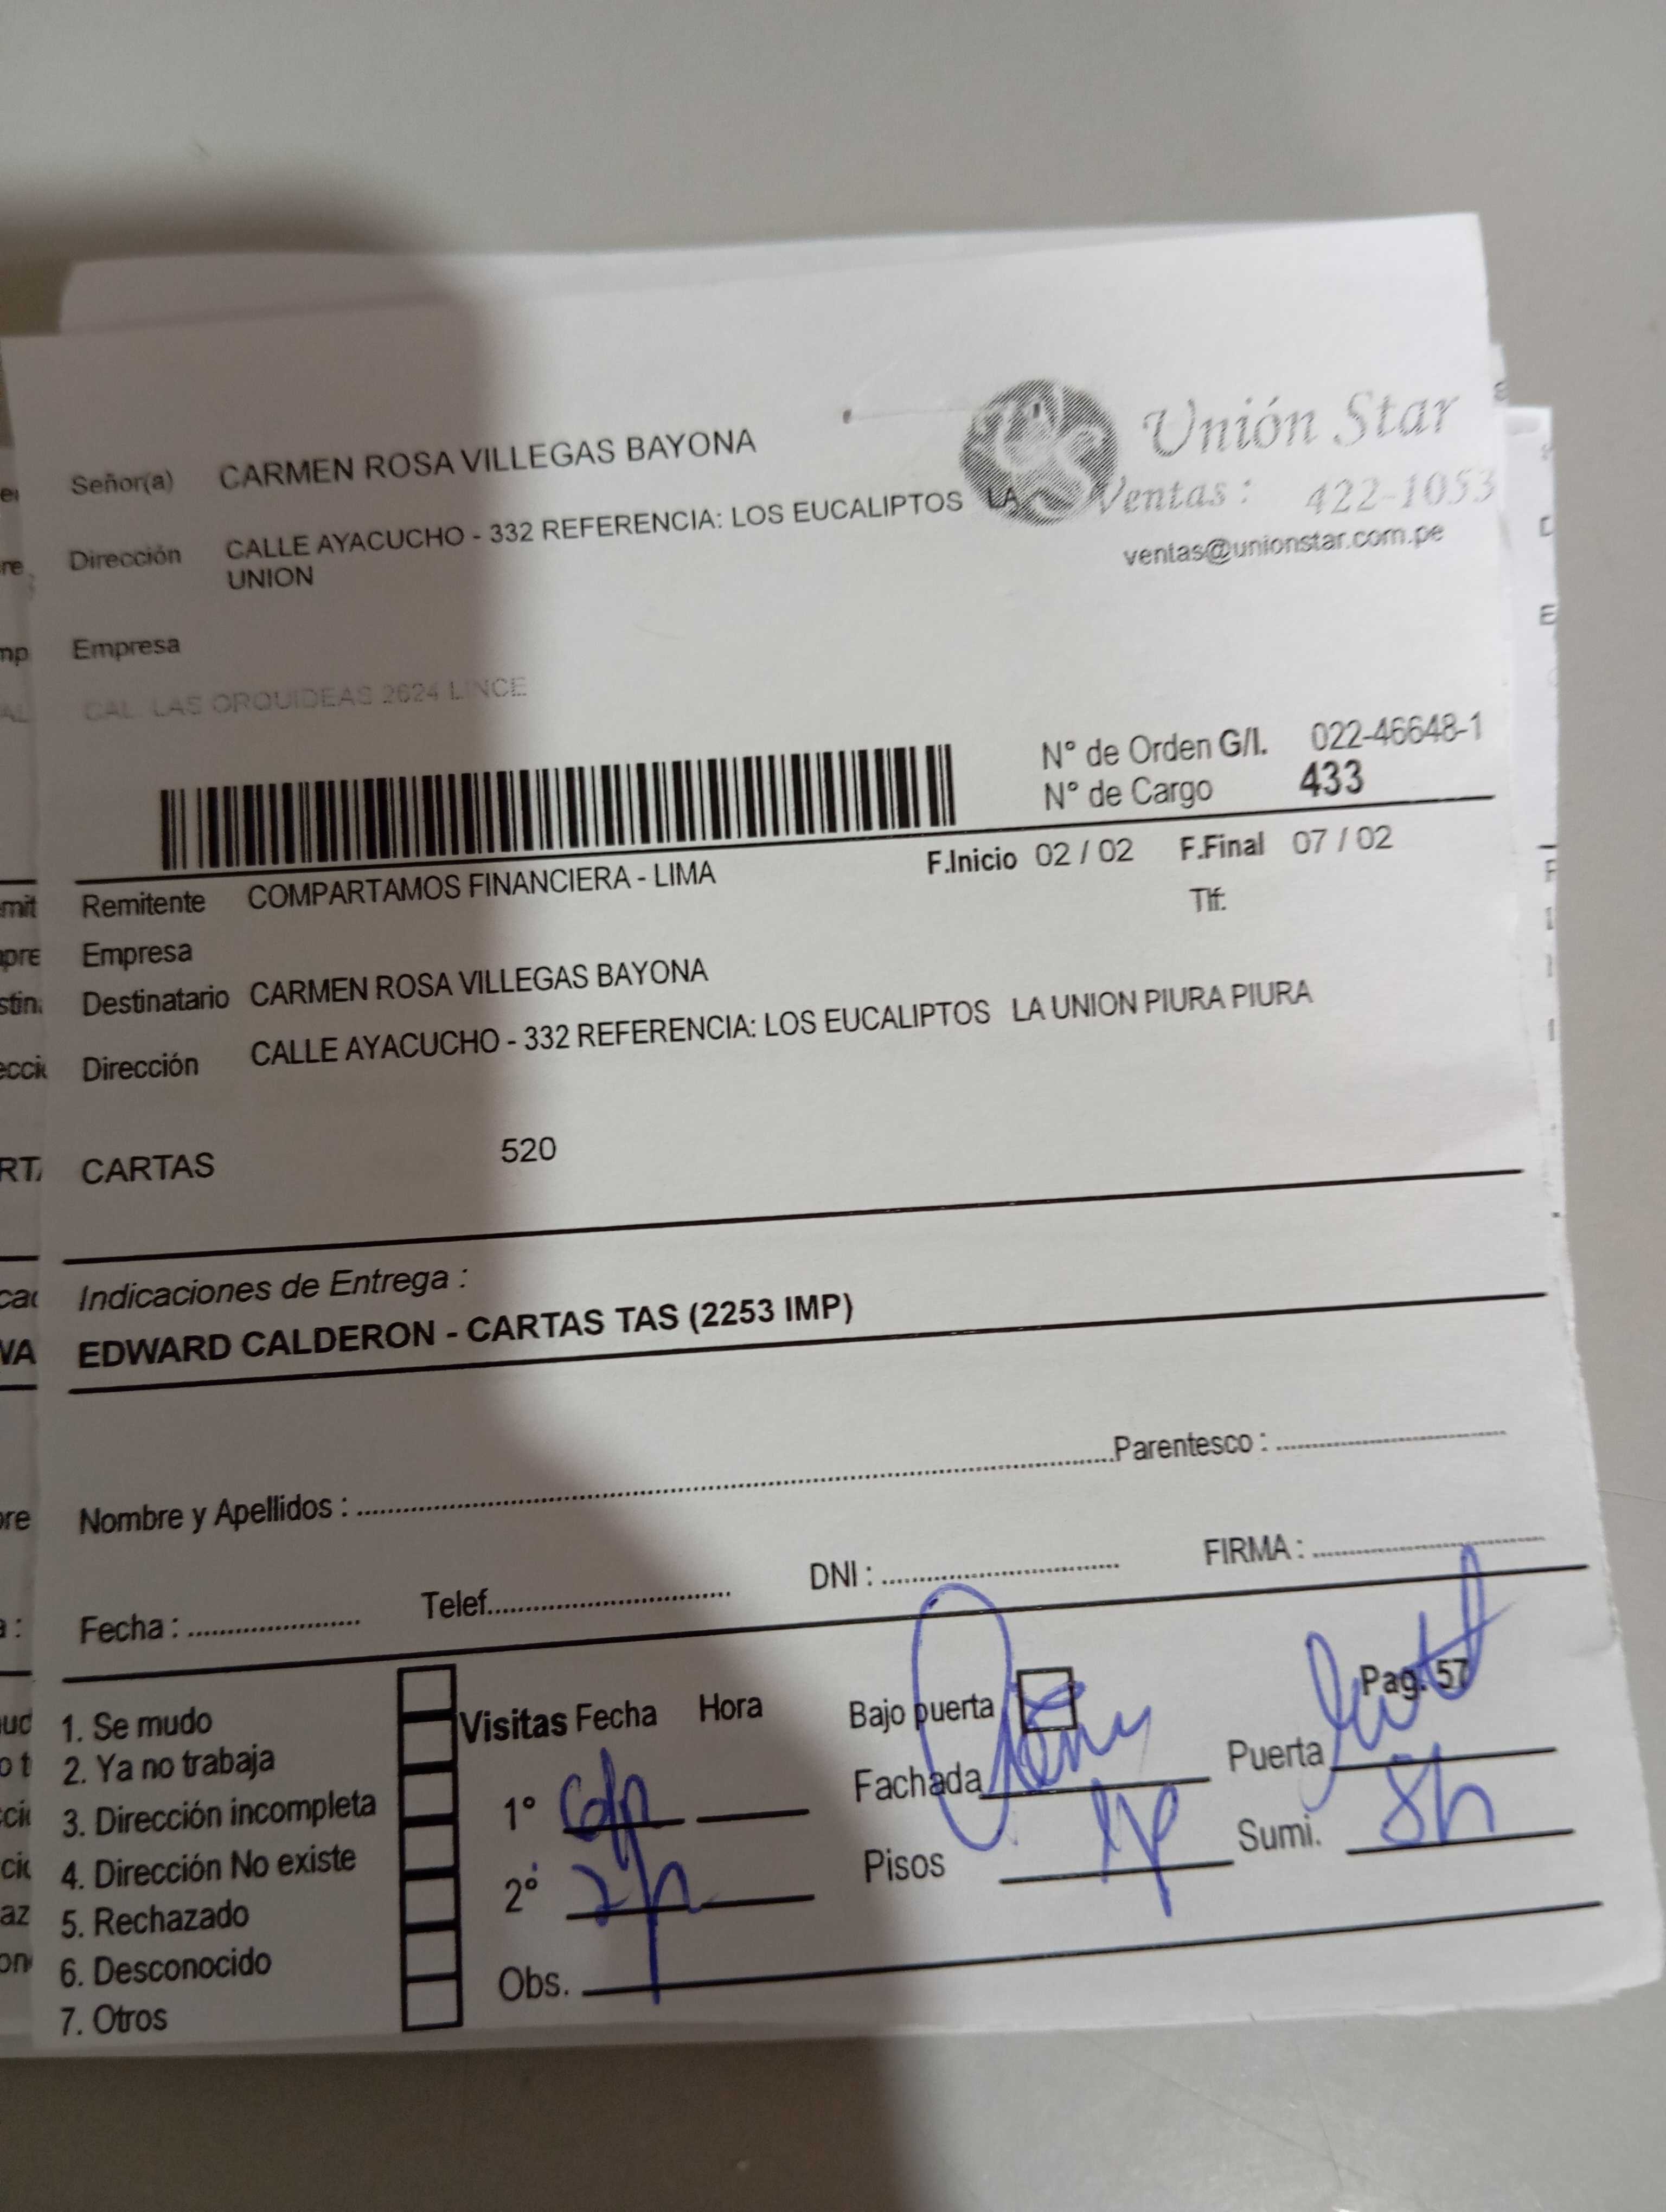 Unión Star
Ventas: 422-1053
ventas@unionstar.com.pe
Señor(a) CARMEN ROSA VILLEGAS BAYONA
Dirección CALLE AYACUCHO - 332 REFERENCIA: LOS EUCALIPTOS LA
UNION
Empresa
CAL. LAS ORQUIDEAS 2624 LINCE
N° de Orden G/I. 022-46648-1
N° de Cargo 433
F.Inicio 02 / 02 F.Final 07 / 02
Remitente COMPARTAMOS FINANCIERA - LIMA
Tlf:
Empresa
Destinatario CARMEN ROSA VILLEGAS BAYONA
Dirección CALLE AYACUCHO - 332 REFERENCIA: LOS EUCALIPTOS LA UNION PIURA PIURA
CARTAS 520
Indicaciones de Entrega :
EDWARD CALDERON - CARTAS TAS (2253 IMP)
Nombre y Apellidos : Parentesco :
Fecha : Telef. DNI : FIRMA :
Pag. 57
1. Se mudo
2. Ya no trabaja
3. Dirección incompleta
4. Dirección No existe
5. Rechazado
6. Desconocido
7. Otros
Visitas Fecha Hora
1°
2°
Obs.
Bajo puerta
Fachada Puerta
Pisos Sumi.